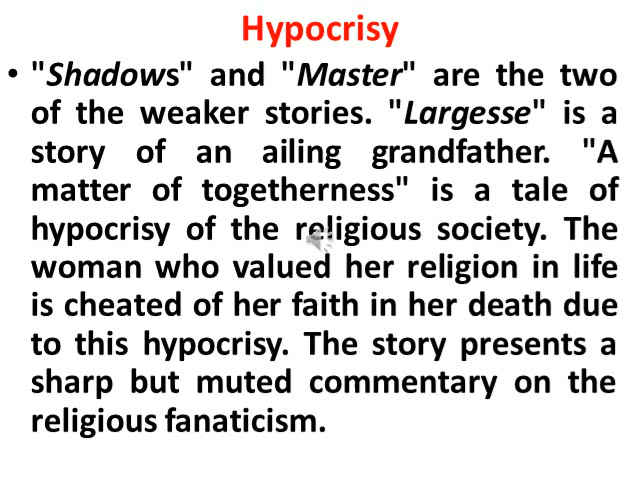 Hypocrisy
• "Shadows" and "Master" are the two
of the weaker stories. "Largesse" is a
story of an ailing grandfather. "A
matter of togetherness" is a tale of
hypocrisy of the religious society. The
woman who valued her religion in life
is cheated of her faith in her death due
to this hypocrisy. The story presents a
sharp but muted commentary on the
religious fanaticism.